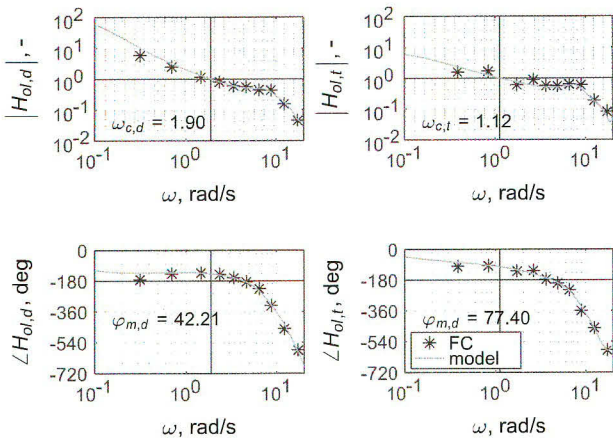 10^2
10^1
10^0
10^-1
10^-2
|H_ol,d|, -
ω_c,d = 1.90
10^-1 10^0 10^1
ω, rad/s
10^2
10^1
10^0
10^-1
10^-2
|H_ol,t|, -
ω_c,t = 1.12
10^-1 10^0 10^1
ω, rad/s
0
-180
-360
-540
-720
∠H_ol,d, deg
φ_m,d = 42.21
10^-1 10^0 10^1
ω, rad/s
0
-180
-360
-540
-720
∠H_ol,t, deg
φ_m,d = 77.40
FC
model
10^-1 10^0 10^1
ω, rad/s